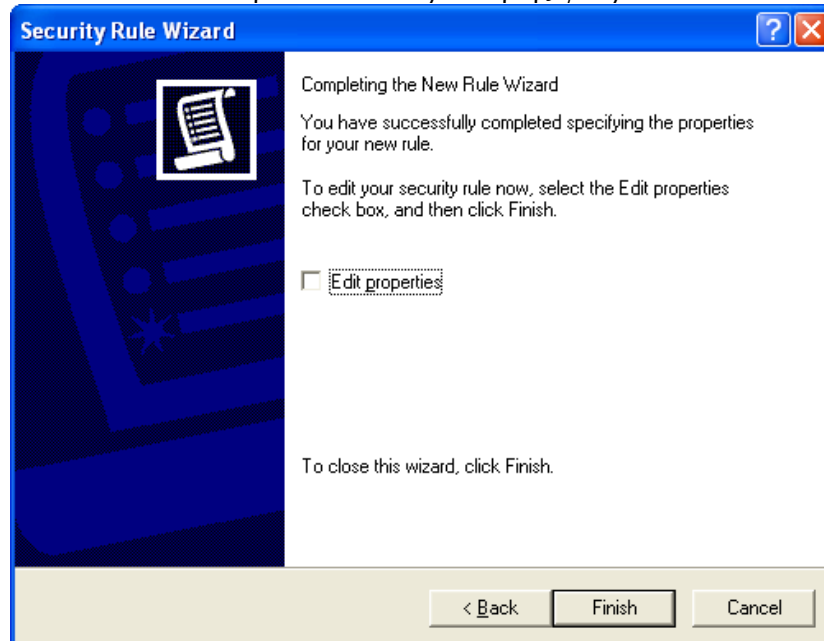 Security Rule Wizard
Completing the New Rule Wizard
You have successfully completed specifying the properties
for your new rule.
To edit your security rule now, select the Edit properties
check box, and then click Finish.
Edit properties
To close this wizard, click Finish.
< Back Finish Cancel